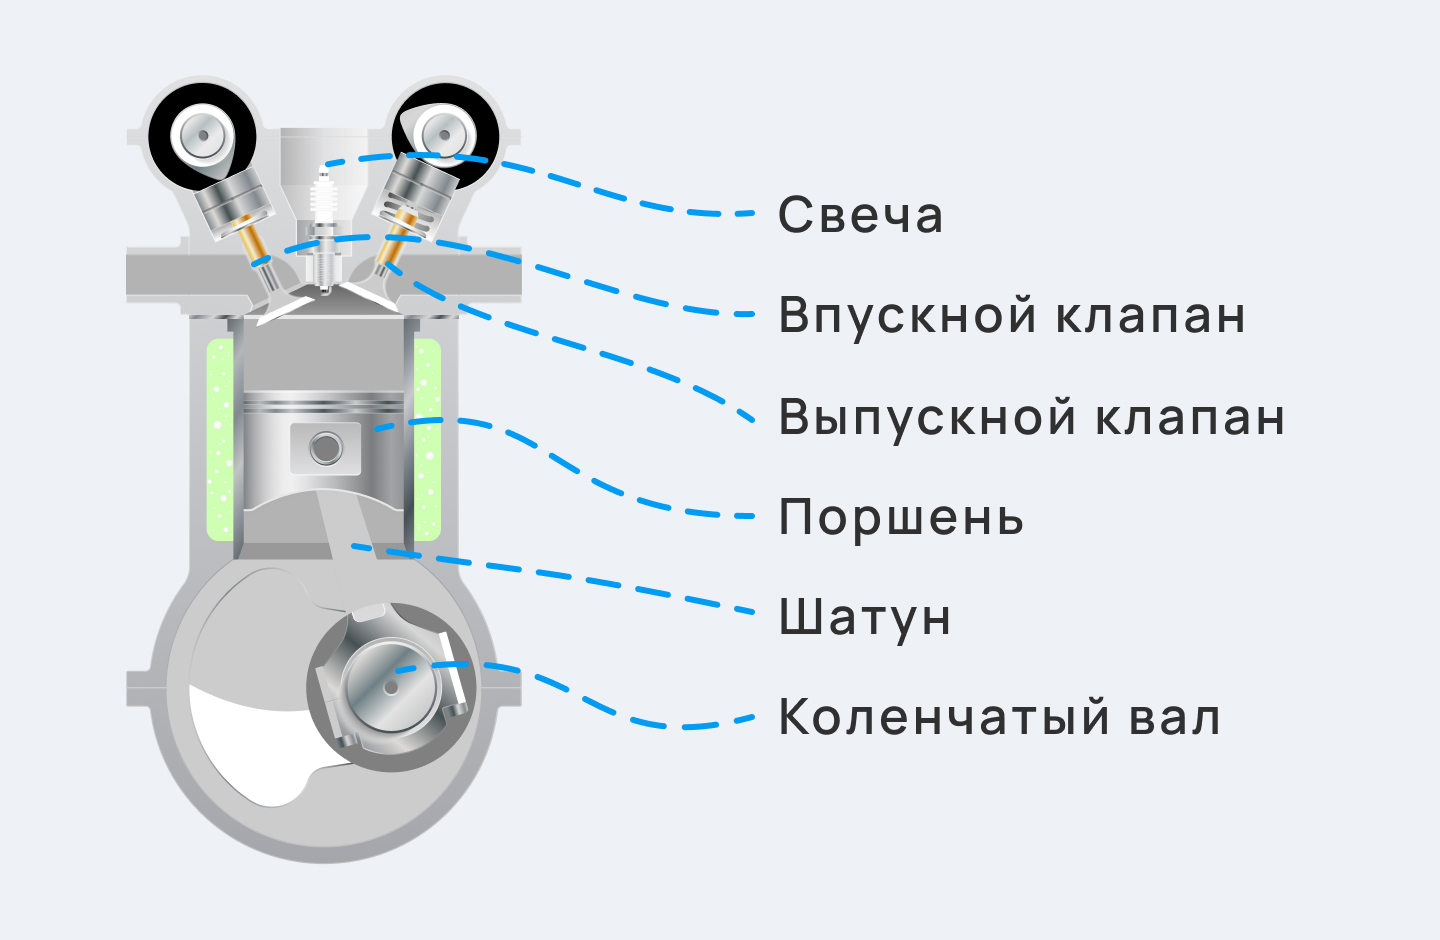 Свеча
Впускной клапан
Выпускной клапан
Поршень
Шатун
Коленчатый вал